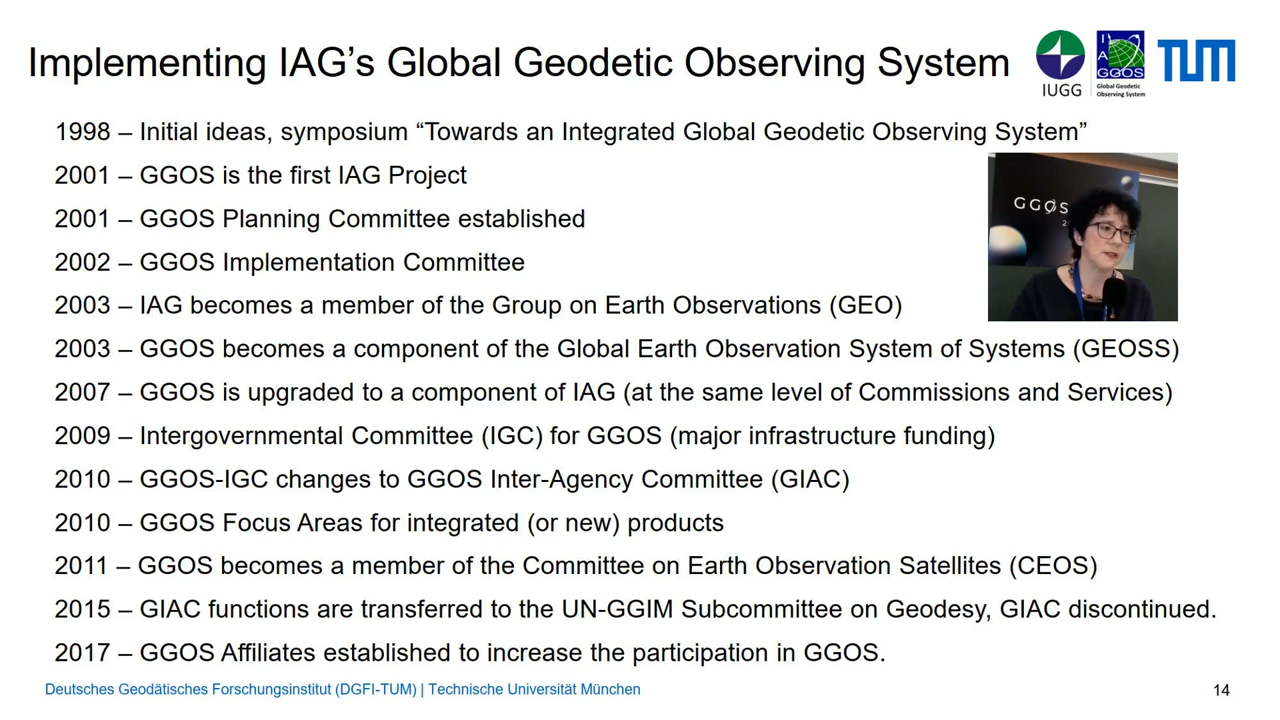 Implementing IAG’s Global Geodetic Observing System
IUGG
I
A
GGOS
Global Geodetic
Observing System
TUM
1998 – Initial ideas, symposium “Towards an Integrated Global Geodetic Observing System”
2001 – GGOS is the first IAG Project
2001 – GGOS Planning Committee established
2002 – GGOS Implementation Committee
2003 – IAG becomes a member of the Group on Earth Observations (GEO)
GGOS
2003 – GGOS becomes a component of the Global Earth Observation System of Systems (GEOSS)
2007 – GGOS is upgraded to a component of IAG (at the same level of Commissions and Services)
2009 – Intergovernmental Committee (IGC) for GGOS (major infrastructure funding)
2010 – GGOS-IGC changes to GGOS Inter-Agency Committee (GIAC)
2010 – GGOS Focus Areas for integrated (or new) products
2011 – GGOS becomes a member of the Committee on Earth Observation Satellites (CEOS)
2015 – GIAC functions are transferred to the UN-GGIM Subcommittee on Geodesy, GIAC discontinued.
2017 – GGOS Affiliates established to increase the participation in GGOS.
Deutsches Geodätisches Forschungsinstitut (DGFI-TUM) | Technische Universität München
14